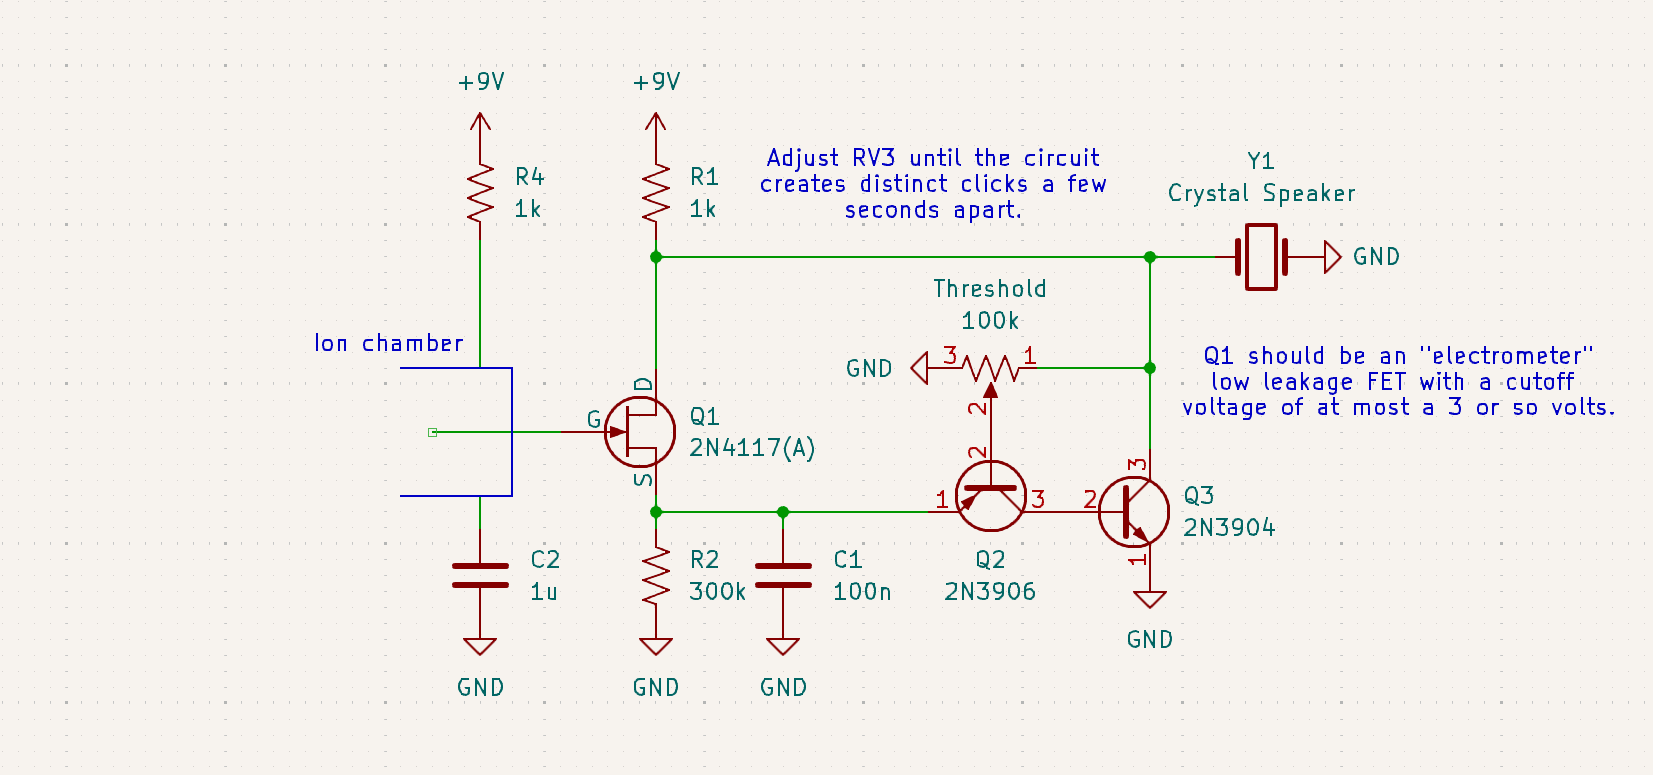 +9V
+9V
R4
1k
R1
1k
Adjust RV3 until the circuit
creates distinct clicks a few
seconds apart.
Y1
Crystal Speaker
GND
Threshold
100k
Ion chamber
GND
3
1
2
Q1 should be an "electrometer"
low leakage FET with a cutoff
voltage of at most a 3 or so volts.
D
G
S
Q1
2N4117(A)
2
1
3
Q2
2N3906
3
2
1
Q3
2N3904
C2
1u
R2
300k
C1
100n
GND
GND
GND
GND